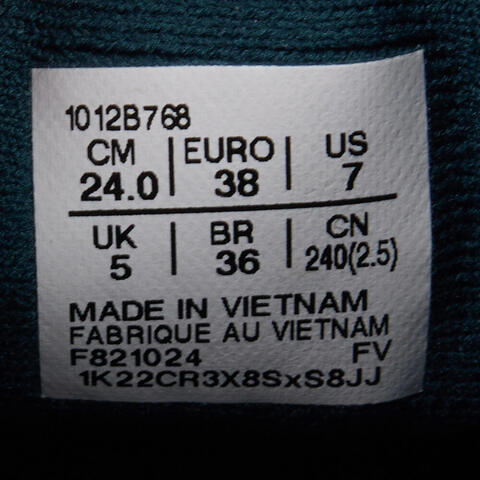 1012B768
CM | EURO | US
24.0 | 38 | 7
UK | BR | CN
5 | 36 | 240(2.5)
MADE IN VIETNAM
FABRIQUE AU VIETNAM
F821024 FV
1K22CR3X8SxS8JJ